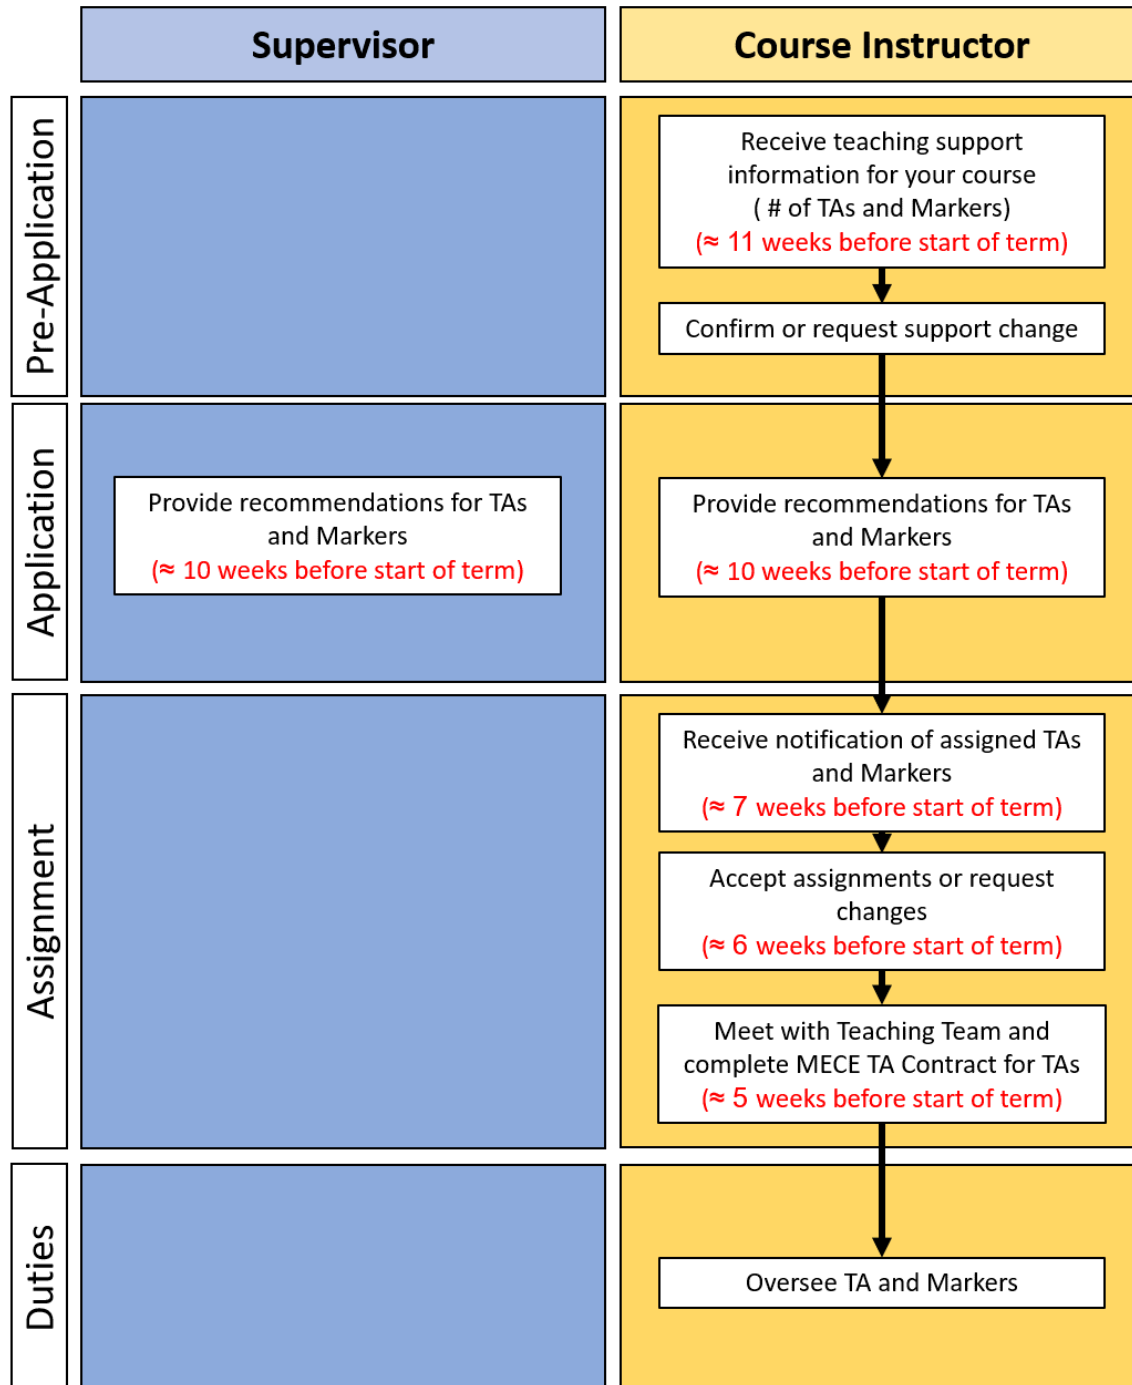 Supervisor
Course Instructor
Pre-Application
Receive teaching support
information for your course
( # of TAs and Markers)
(≈ 11 weeks before start of term)
Confirm or request support change
Application
Provide recommendations for TAs
and Markers
(≈ 10 weeks before start of term)
Provide recommendations for TAs
and Markers
(≈ 10 weeks before start of term)
Assignment
Receive notification of assigned TAs
and Markers
(≈ 7 weeks before start of term)
Accept assignments or request
changes
(≈ 6 weeks before start of term)
Meet with Teaching Team and
complete MECE TA Contract for TAs
(≈ 5 weeks before start of term)
Duties
Oversee TA and Markers